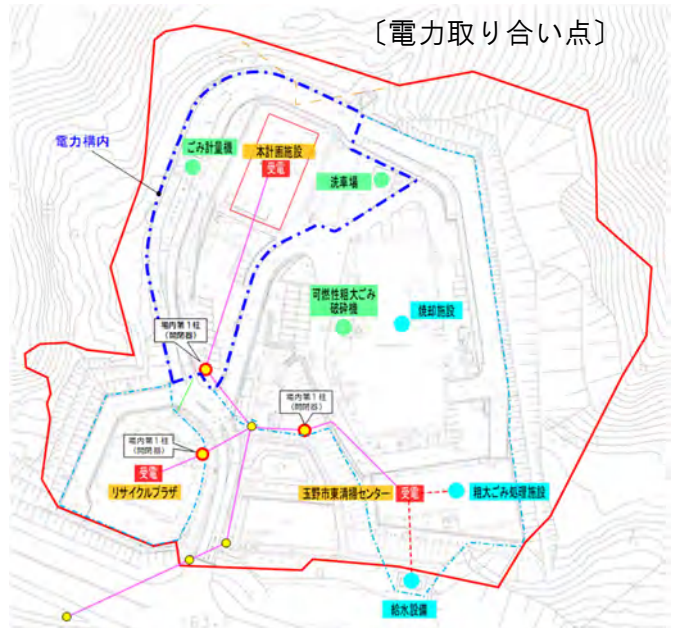 〔電力取り合い点〕
電力構内
ごみ計量機
本計画施設
受電
洗車場
可燃性粗大ごみ
破砕機
焼却施設
場内第1柱
(開閉器)
場内第1柱
(開閉器)
場内第1柱
(開閉器)
受電
リサイクルプラザ
玉野市東清掃センター
受電
粗大ごみ処理施設
給水設備
163.